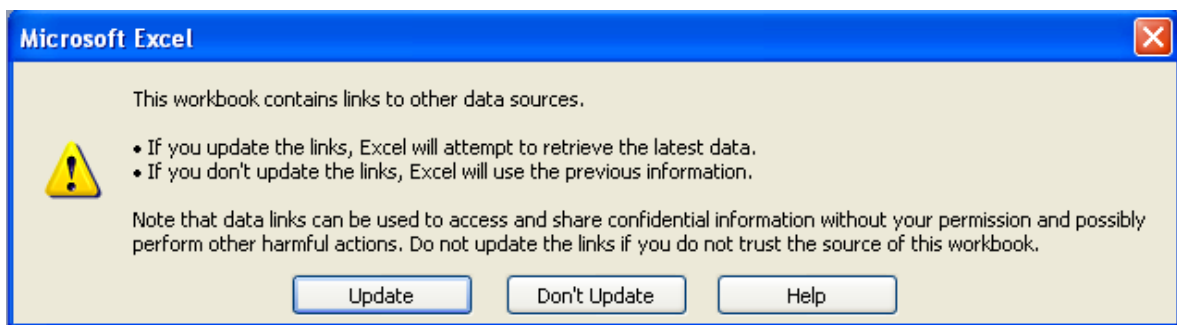 Microsoft Excel
This workbook contains links to other data sources.
• If you update the links, Excel will attempt to retrieve the latest data.
• If you don't update the links, Excel will use the previous information.
Note that data links can be used to access and share confidential information without your permission and possibly
perform other harmful actions. Do not update the links if you do not trust the source of this workbook.
Update Don't Update Help